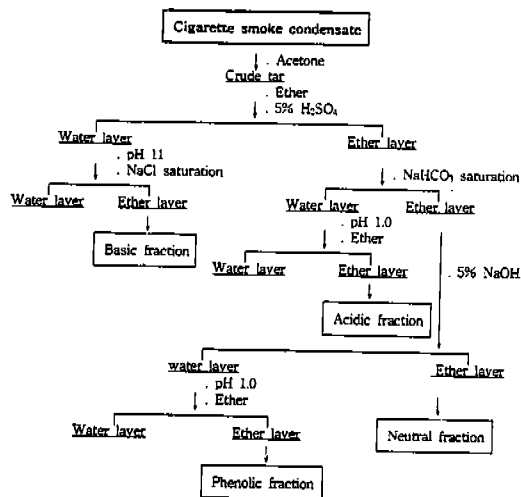 Cigarette smoke condensate
. Acetone
Crude tar
. Ether
. 5% H₂SO₄
Water layer Ether layer
. pH 11
. NaCl saturation
. NaHCO₃ saturation
Water layer Ether layer
Water layer Ether layer
. pH 1.0
. Ether
Basic fraction
Water layer Ether layer
. 5% NaOH
Acidic fraction
water layer Ether layer
. pH 1.0
. Ether
Water layer Ether layer
Neutral fraction
Phenolic fraction